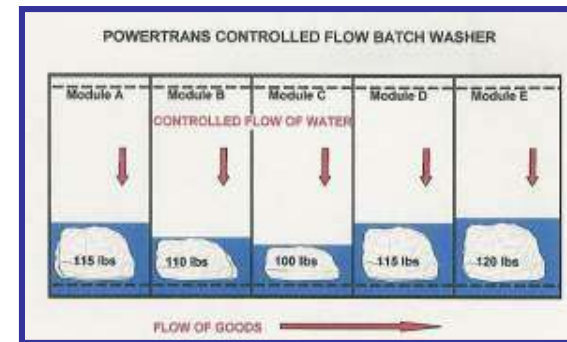 POWERTRANS CONTROLLED FLOW BATCH WASHER
Module A Module B Module C Module D Module E
CONTROLLED FLOW OF WATER
115 lbs 110 lbs 100 lbs 115 lbs 120 lbs
FLOW OF GOODS